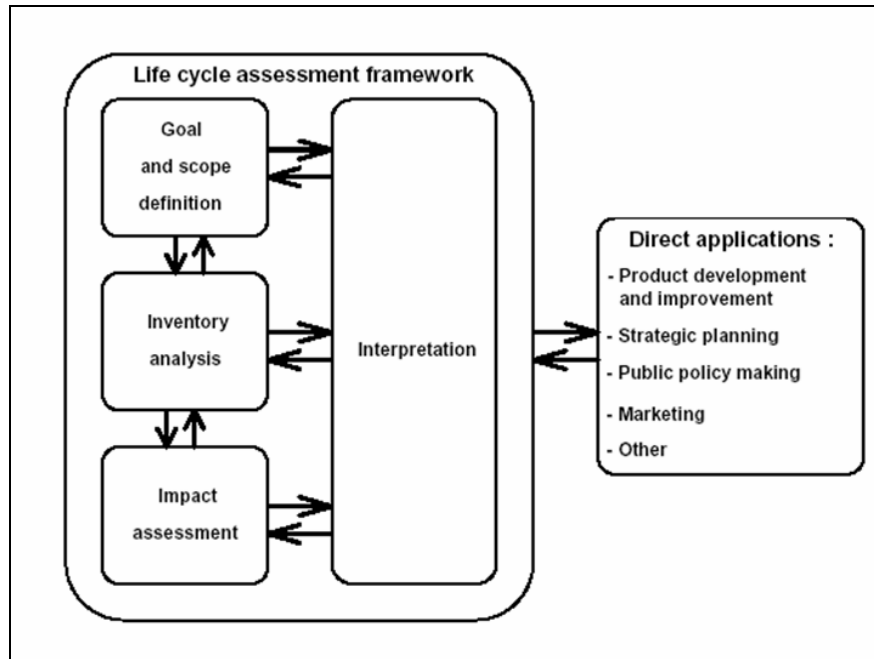 Life cycle assessment framework
Goal
and scope
definition
Inventory
analysis
Impact
assessment
Interpretation
Direct applications :
- Product development
and improvement
- Strategic planning
- Public policy making
- Marketing
- Other